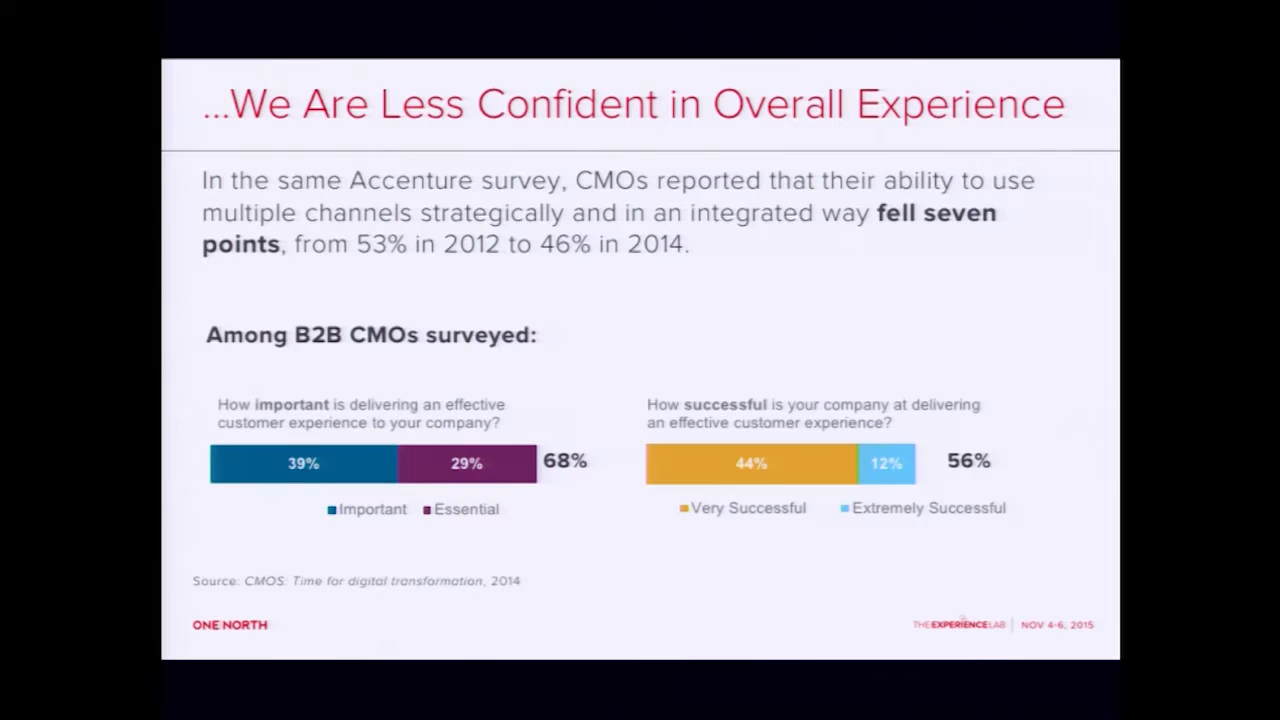 ...We Are Less Confident in Overall Experience
In the same Accenture survey, CMOs reported that their ability to use
multiple channels strategically and in an integrated way fell seven
points, from 53% in 2012 to 46% in 2014.
Among B2B CMOs surveyed:
How important is delivering an effective
customer experience to your company?
39% 29% 68%
Important Essential
How successful is your company at delivering
an effective customer experience?
44% 12% 56%
Very Successful Extremely Successful
Source: CMOS: Time for digital transformation, 2014
ONE NORTH
THE EXPERIENCE LAB | NOV 4-6, 2015